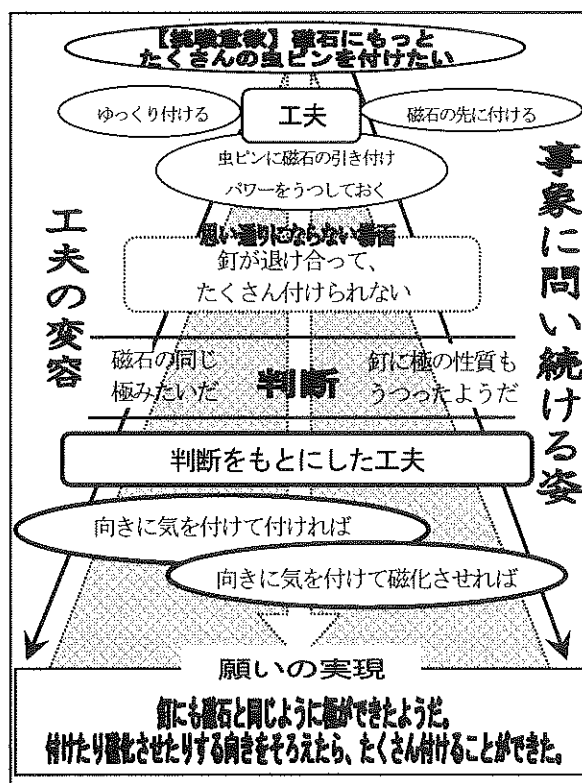 【挑戦意欲】磁石にもっと
たくさんの虫ピンを付けたい
ゆっくり付ける
工夫
磁石の先に付ける
虫ピンに磁石の引き付け
パワーをうつしておく
思い通りにならない場面
釘が退け合って、
たくさん付けられない
工夫の変容
事象に問い続ける姿
磁石の同じ
極みたいだ
判断
釘に極の性質も
うつったようだ
判断をもとにした工夫
向きに気を付けて付ければ
向きに気を付けて磁化させれば
願いの実現
釘にも磁石と同じように極ができたようだ。
付けたり磁化させたりする向きをそろえたら、たくさん付けることができた。